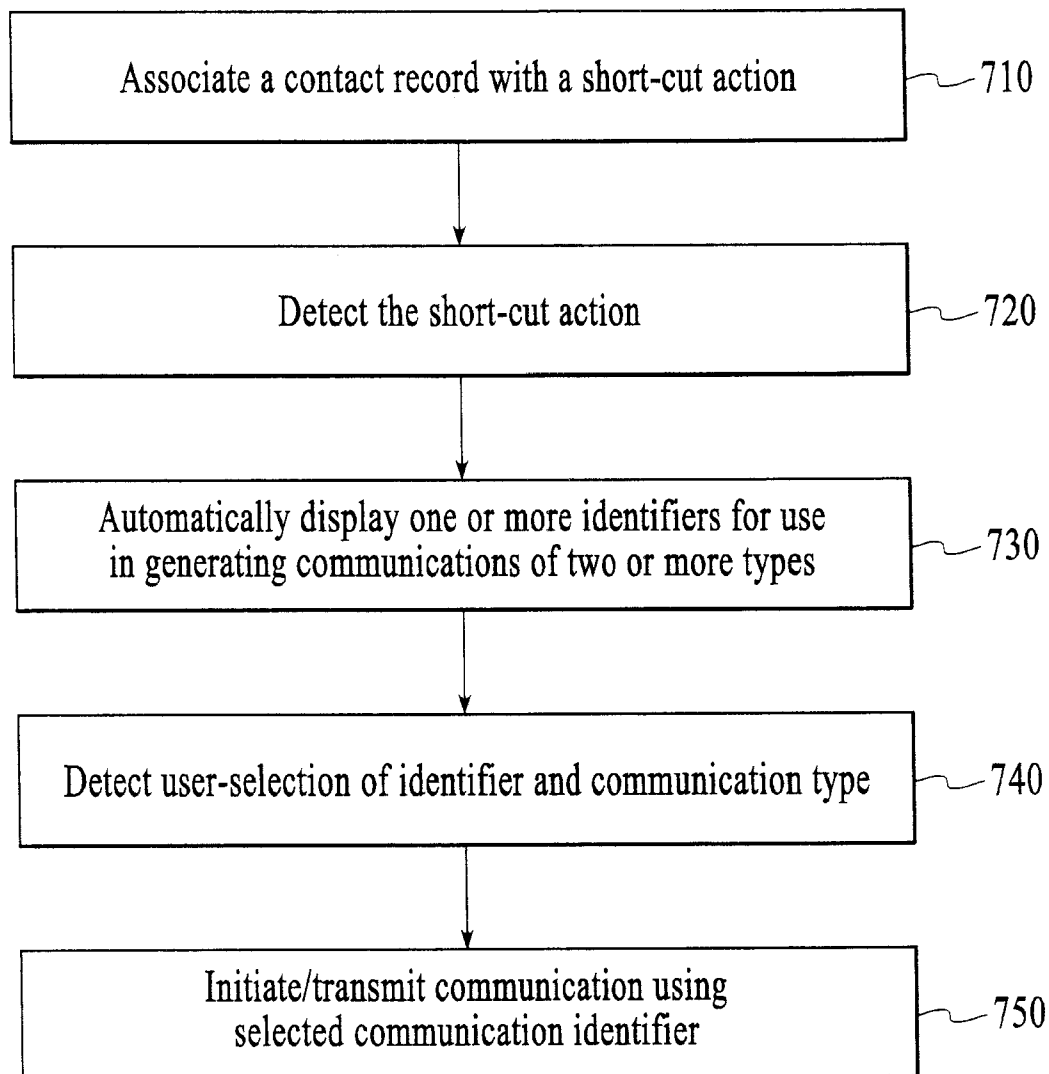 Associate a contact record with a short-cut action
710
Detect the short-cut action
720
Automatically display one or more identifiers for use
in generating communications of two or more types
730
Detect user-selection of identifier and communication type
740
Initiate/transmit communication using
selected communication identifier
750